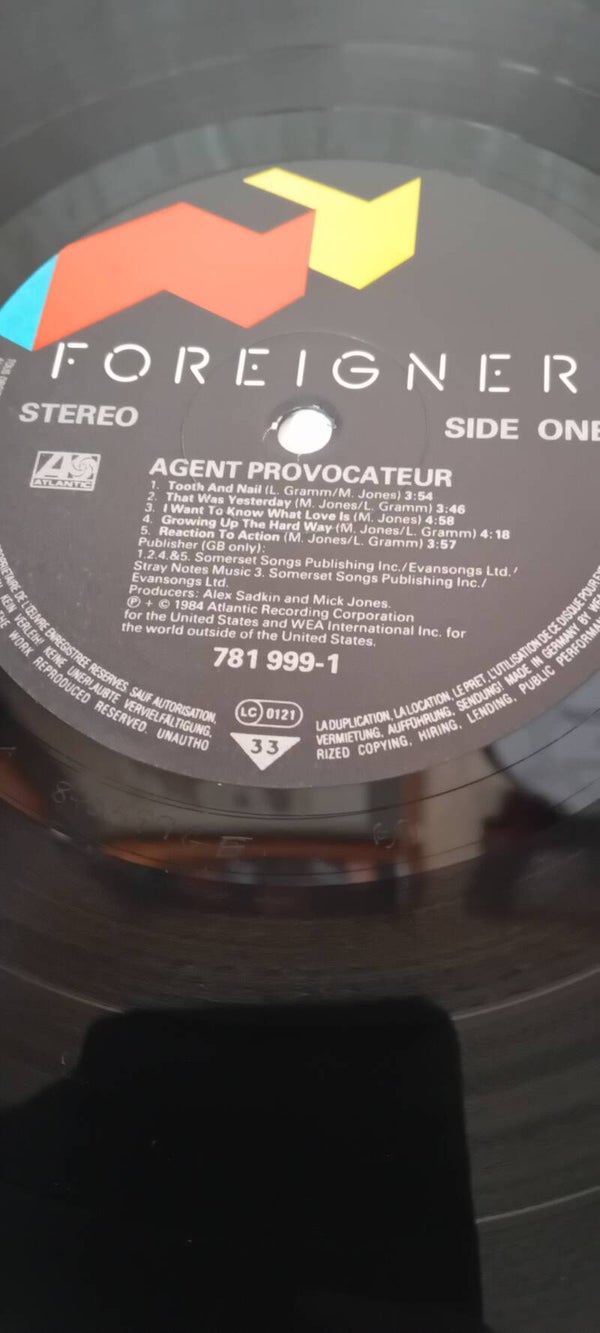 FOREIGNER
STEREO
SIDE ONE
ATLANTIC
AGENT PROVOCATEUR
1. Tooth And Nail (L. Gramm/M. Jones) 3:54
2. That Was Yesterday (M. Jones/L. Gramm) 3:46
3. I Want To Know What Love Is (M. Jones) 4:58
4. Growing Up The Hard Way (M. Jones/L. Gramm) 4:18
5. Reaction To Action (M. Jones/L. Gramm) 3:57
Publisher (GB only):
1.2.4.&5. Somerset Songs Publishing Inc./Evansongs Ltd./
Stray Notes Music 3. Somerset Songs Publishing Inc./
Evansongs Ltd.
Producers: Alex Sadkin and Mick Jones.
℗ + © 1984 Atlantic Recording Corporation
for the United States and WEA International Inc. for
the world outside of the United States.
781 999-1
LC 0121
33
PROPRIETAIRE DE L'ŒUVRE ENREGISTREE RESERVES SAUF AUTORISATION,
LA DUPLICATION, LA LOCATION, LE PRET, L'UTILISATION DE CE DISQUE POUR
KEIN VERLEIH, KEINE UNERLAUBTE VERVIELFÄLTIGUNG,
VERMIETUNG, AUFFÜHRUNG, SENDUNG! MADE IN GERMANY BY
THE WORK REPRODUCED RESERVED. UNAUTHO
RIZED COPYING, HIRING, LENDING, PUBLIC